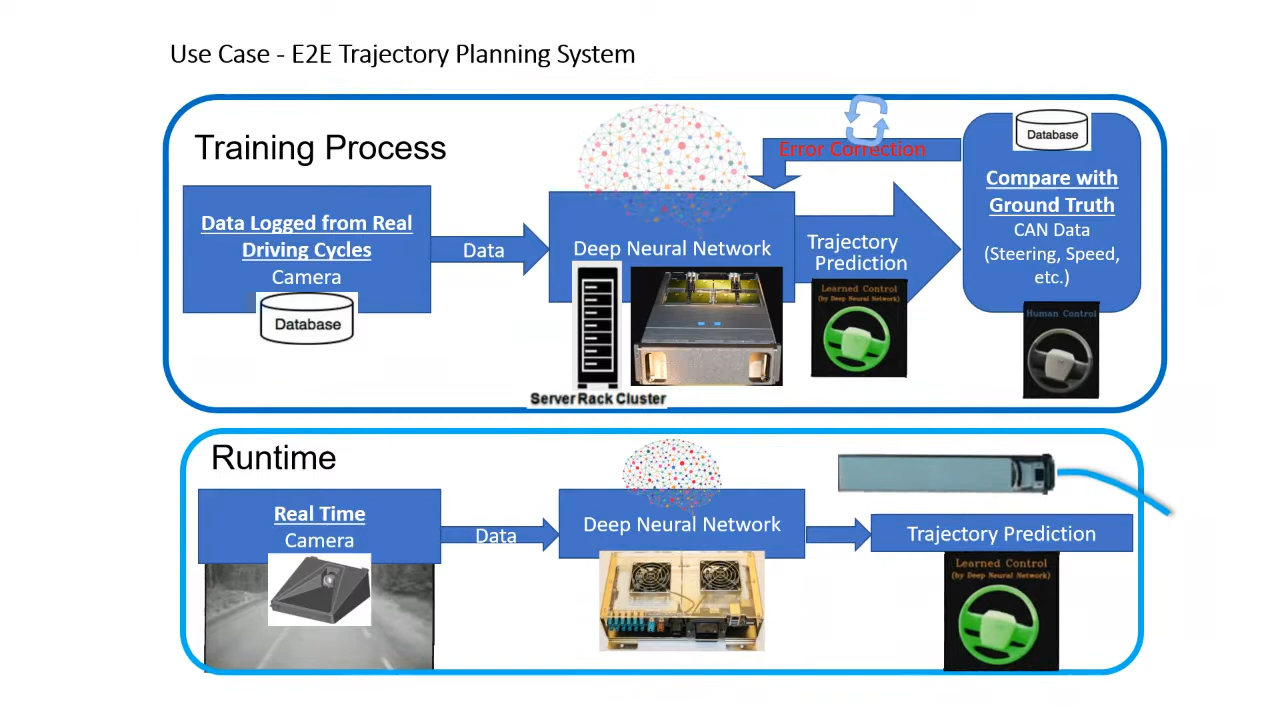 Use Case - E2E Trajectory Planning System
Training Process
Data Logged from Real
Driving Cycles
Camera
Database
Data
Deep Neural Network
Server Rack Cluster
Error Correction
Trajectory
Prediction
Learned Control
(by Deep Neural Network)
Database
Compare with
Ground Truth
CAN Data
(Steering, Speed,
etc.)
Human Control
Runtime
Real Time
Camera
Data
Deep Neural Network
Trajectory Prediction
Learned Control
(by Deep Neural Network)